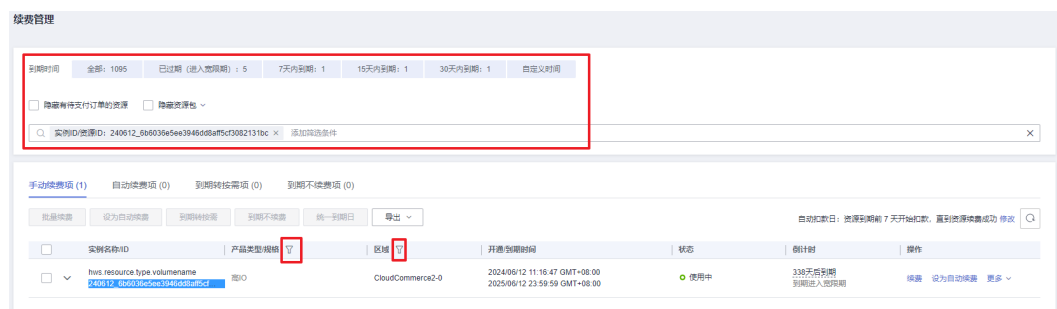 续费管理
到期时间 全部：1095 已过期（进入宽限期）：5 7天内到期：1 15天内到期：1 30天内到期：1 自定义时间
隐藏有待支付订单的资源 隐藏资源包
实例ID/资源ID：240612_6b6036e5ee3946dd8aff5cf3082131bc × 添加筛选条件
手动续费项 (1) 自动续费项 (0) 到期转按需项 (0) 到期不续费项 (0)
批量续费 设为自动续费 到期转按需 到期不续费 统一到期日 导出 自动扣款日：资源到期前 7 天开始扣款，直到资源续费成功 修改
实例名称/ID 产品类型/规格 区域 开通/到期时间 状态 倒计时 操作
hws.resource.type.volumename 高IO CloudCommerce2-0 2024/06/12 11:16:47 GMT+08:00 使用中 338天后到期 续费 设为自动续费 更多
240612_6b6036e5ee3946dd8aff5cf... 2025/06/12 23:59:59 GMT+08:00 到期进入宽限期